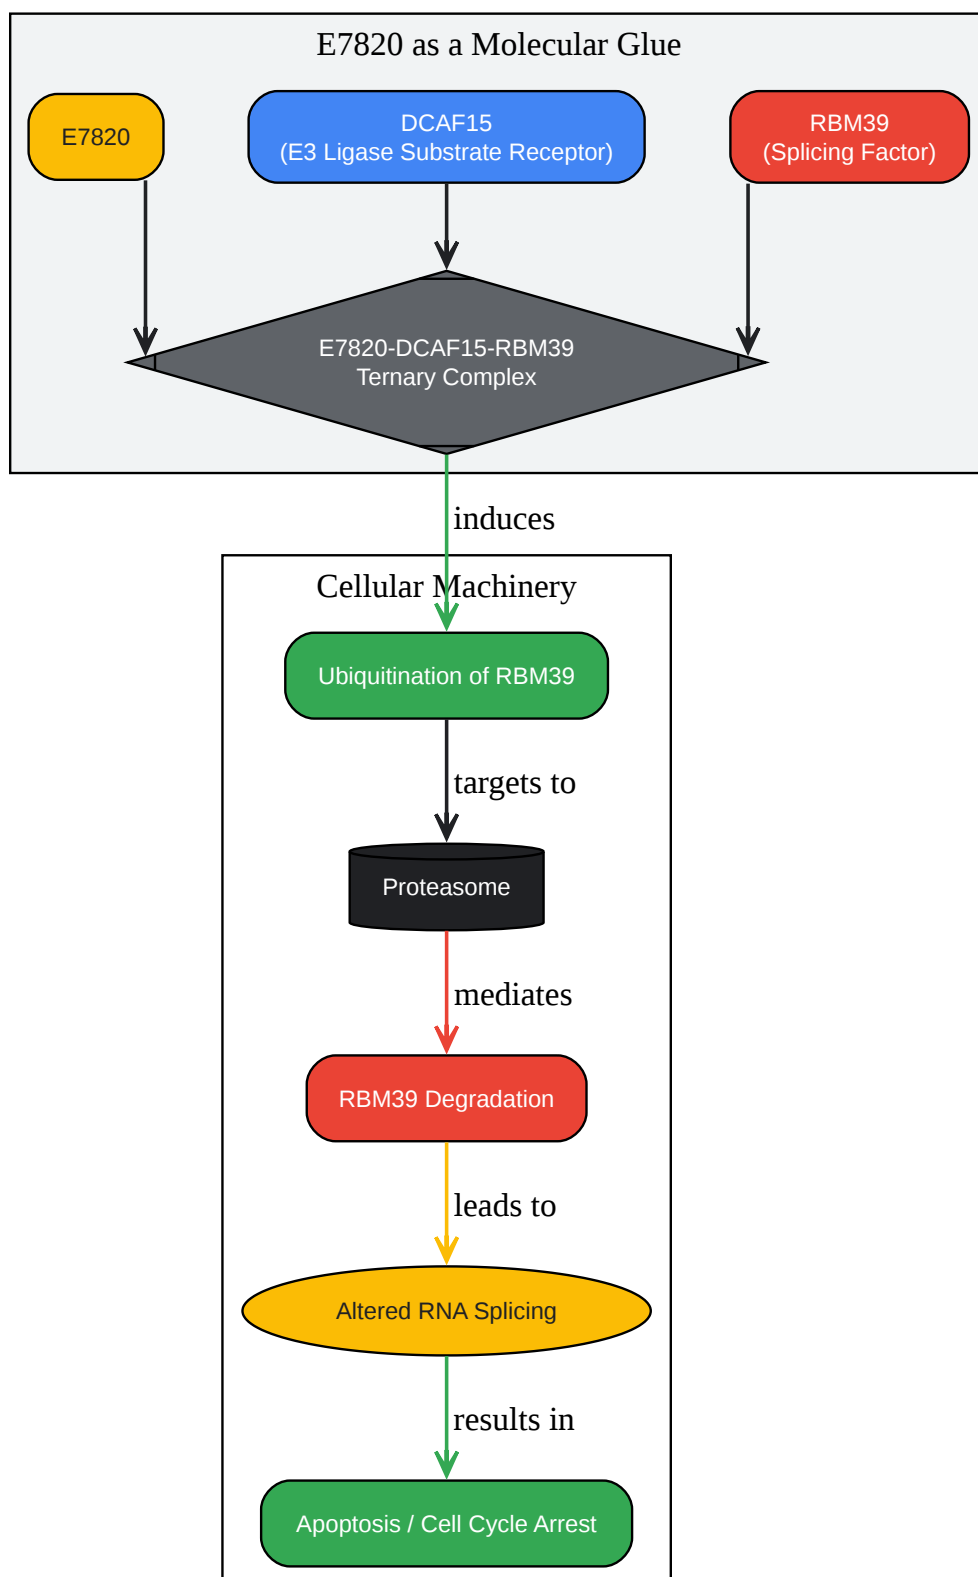 E7820 as a Molecular Glue
E7820
DCAF15
(E3 Ligase Substrate Receptor)
RBM39
(Splicing Factor)
E7820-DCAF15-RBM39
Ternary Complex
induces
Cellular Machinery
Ubiquitination of RBM39
targets to
Proteasome
mediates
RBM39 Degradation
leads to
Altered RNA Splicing
results in
Apoptosis / Cell Cycle Arrest